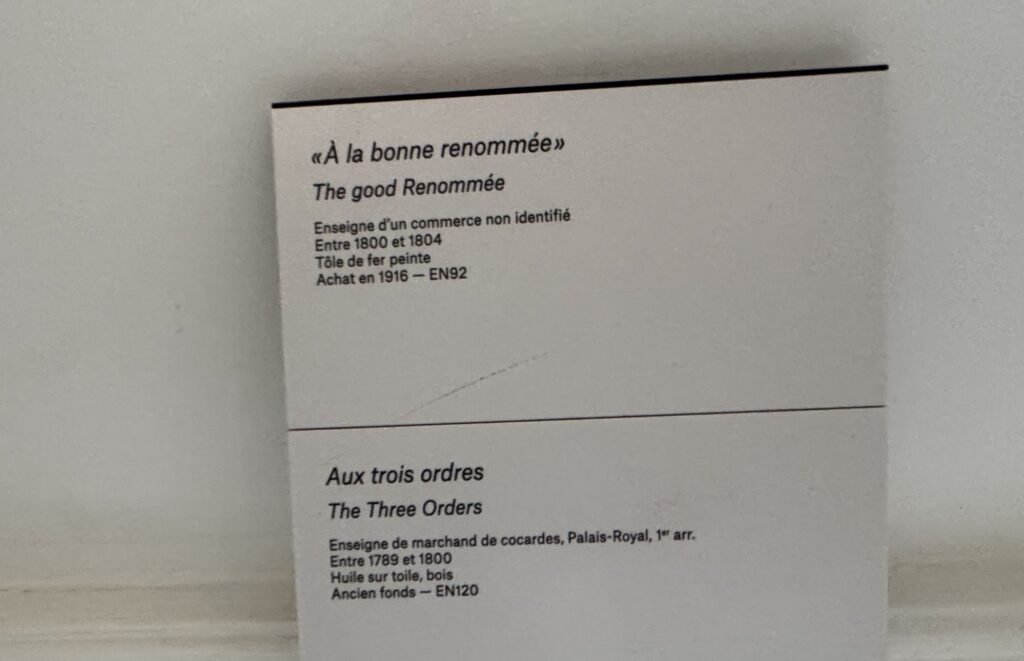 «À la bonne renommée»
The good Renommée
Enseigne d'un commerce non identifié
Entre 1800 et 1804
Tôle de fer peinte
Achat en 1916 — EN92
Aux trois ordres
The Three Orders
Enseigne de marchand de cocardes, Palais-Royal, 1er arr.
Entre 1789 et 1800
Huile sur toile, bois
Ancien fonds — EN120